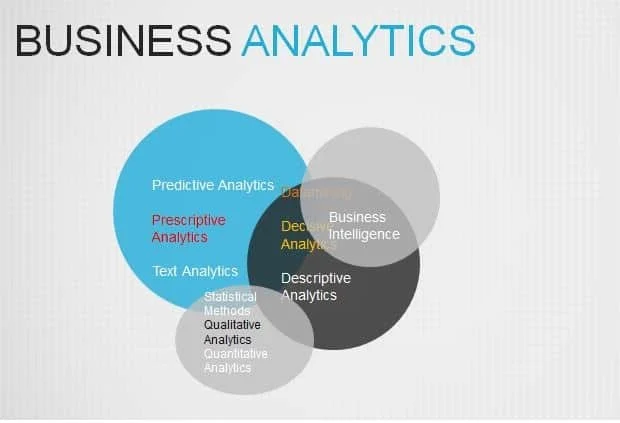 BUSINESS ANALYTICS
Predictive Analytics
Prescriptive
Analytics
Text Analytics
Datamining
Decisive
Analytics
Descriptive
Analytics
Business
Intelligence
Statistical
Methods
Qualitative
Analytics
Quantitative
Analytics